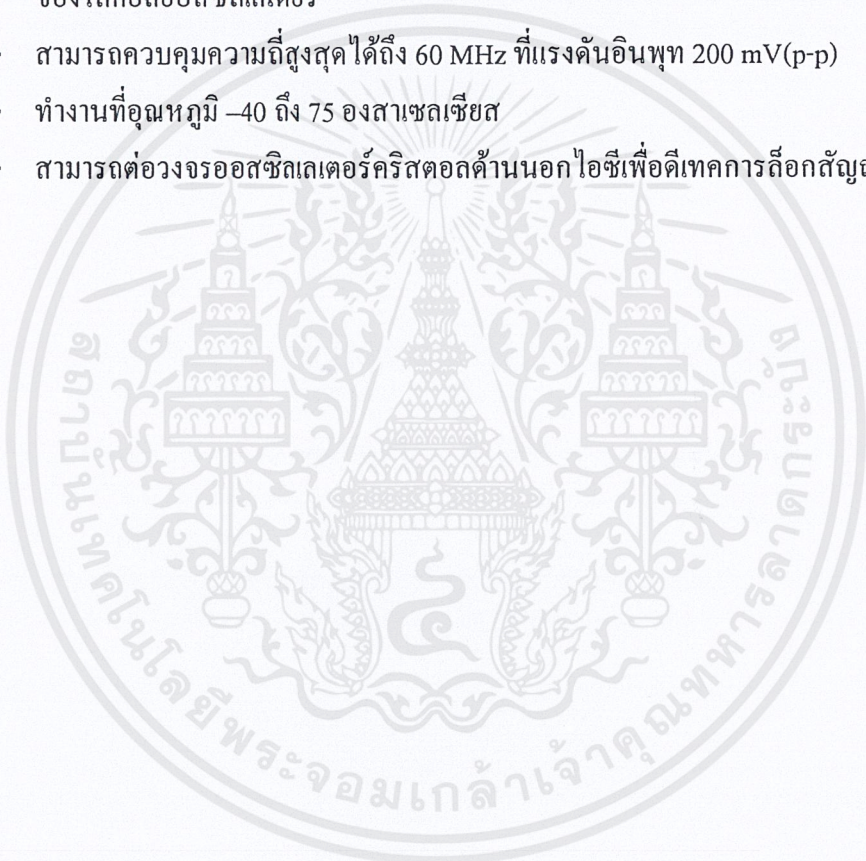 สามารถควบคุมความถี่สูงสุดได้ถึง 60 MHz ที่แรงดันอินพุท 200 mV(p-p)
ทำงานที่อุณหภูมิ –40 ถึง 75 องสาเซลเซียส
สามารถต่อวงจรออสซิลเลเตอร์คริสตอลด้านนอกไอซีเพื่อดีเทคการล็อกสัญ
สถาบันเทคโนโลยีพระจอมเกล้าเจ้าคุณทหารลาดกระบัง